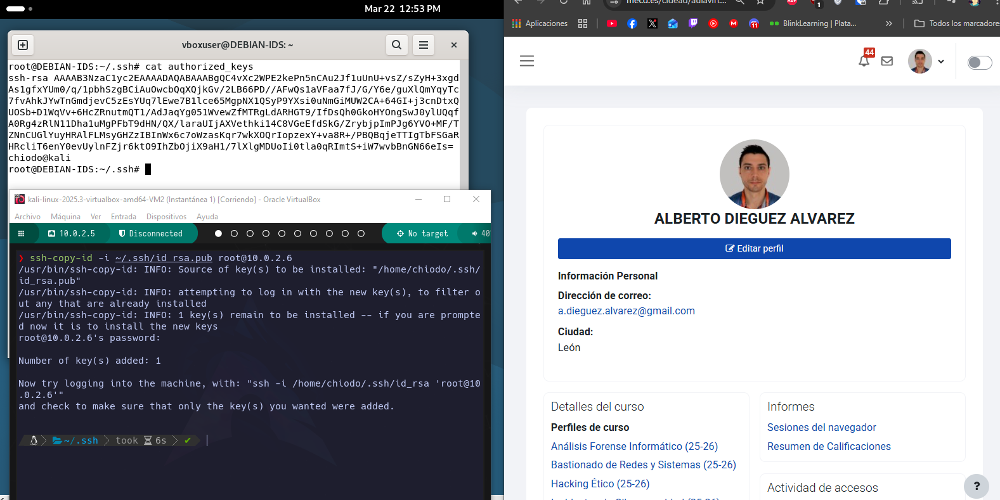 Mar 22 12:53 PM
vboxuser@DEBIAN-IDS: ~
root@DEBIAN-IDS:~/.ssh# cat authorized_keys
ssh-rsa AAAAB3NzaC1yc2EAAAADAQABAAABgQC4vXc2WPE2kePn5nCAu2Jf1uUnU+vsZ/sZyH+3xgd
As1gfxYUm0/q/1pbhSzgBCiAuOwcbQqXQjkGv/2LB66PD//AFwQs1aVFaa7fJ/G/Y6e/guXlQmYqyTc
7fvAhkJYwTnGmdjevC5zEsYUq7lEwe7B1lce65MgpNX1QSyP9YXsi0uNmGiMUW2CA+64GI+j3cnDtxQ
UOSb+D1WqVv+6HcZRnutmQT1/AdJaqYg051WvewZfMTRgLdARHGT9/IfDsQh0GkoHYOngSwJ0ylUQqf
A0Rg4zRlN11Dha1uMgPFbT9dHN/QX/laraUIjAXVethki14C8VGeEfdSkG/ZrybjpImPJg6YVO+MF/T
ZNnCUGlYuyHRAlFLMsyGHZzIBInWx6c7oWzasKqr7wkXOQrIopzexY+va8R+/PBQBqjeTTIgTbFSGaR
HRcliT6enY0evUylnFZjr6ktO9IhZbOjiX9aH1/7lXlgMDUoIi0tla0qRImtS+iW7wvbBnGN66eIs=
chiodo@kali
root@DEBIAN-IDS:~/.ssh#
kali-linux-2025.3-virtualbox-amd64-VM2 (Instantánea 1) [Corriendo] - Oracle VirtualBox
Archivo Máquina Ver Entrada Dispositivos Ayuda
10.0.2.5 Disconnected No target 40
❯ ssh-copy-id -i ~/.ssh/id_rsa.pub root@10.0.2.6
/usr/bin/ssh-copy-id: INFO: Source of key(s) to be installed: "/home/chiodo/.ssh/
id_rsa.pub"
/usr/bin/ssh-copy-id: INFO: attempting to log in with the new key(s), to filter o
ut any that are already installed
/usr/bin/ssh-copy-id: INFO: 1 key(s) remain to be installed -- if you are prompte
d now it is to install the new keys
root@10.0.2.6's password:
Number of key(s) added: 1
Now try logging into the machine, with: "ssh -i /home/chiodo/.ssh/id_rsa 'root@10
.0.2.6'"
and check to make sure that only the key(s) you wanted were added.
~/.ssh took 6s ✔
mecd.es/cidead/aulavirt...
1
Aplicaciones
11
BlinkLearning | Plata...
»
Todos los marcadores
44
ALBERTO DIEGUEZ ALVAREZ
Editar perfil
Información Personal
Dirección de correo:
a.dieguez.alvarez@gmail.com
Ciudad:
León
Detalles del curso
Perfiles de curso
Análisis Forense Informático (25-26)
Bastionado de Redes y Sistemas (25-26)
Hacking Ético (25-26)
Informes
Sesiones del navegador
Resumen de Calificaciones
Actividad de accesos
?